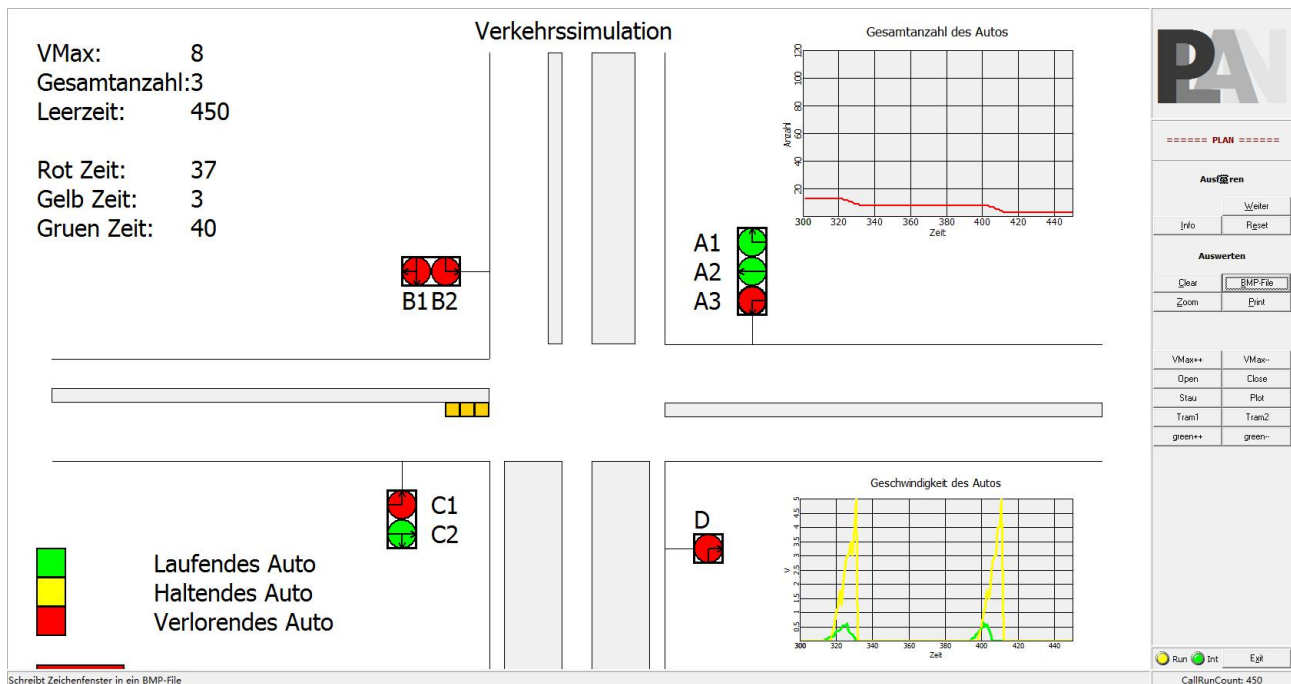 Verkehrssimulation
VMax: 8
Gesamtanzahl:3
Leerzeit: 450
Rot Zeit: 37
Gelb Zeit: 3
Gruen Zeit: 40
B1 B2
A1
A2
A3
C1
C2
D
Laufendes Auto
Haltendes Auto
Verlorendes Auto
Gesamtanzahl des Autos
Anzahl
120
100
80
60
40
20
300 320 340 360 380 400 420 440
Zeit
Geschwindigkeit des Autos
V
5
4.5
4
3.5
3
2.5
2
1.5
1
0.5
300 320 340 360 380 400 420 440
Zeit
PLAN
====== PLAN ======
Weiter
Info Reset
Auswerten
Clear BMP-File
Zoom Print
VMax++ VMax--
Open Close
Stau Plot
Tram1 Tram2
green++ green--
Run Int Exit
Schreibt Zeichenfenster in ein BMP-File
CallRunCount: 450